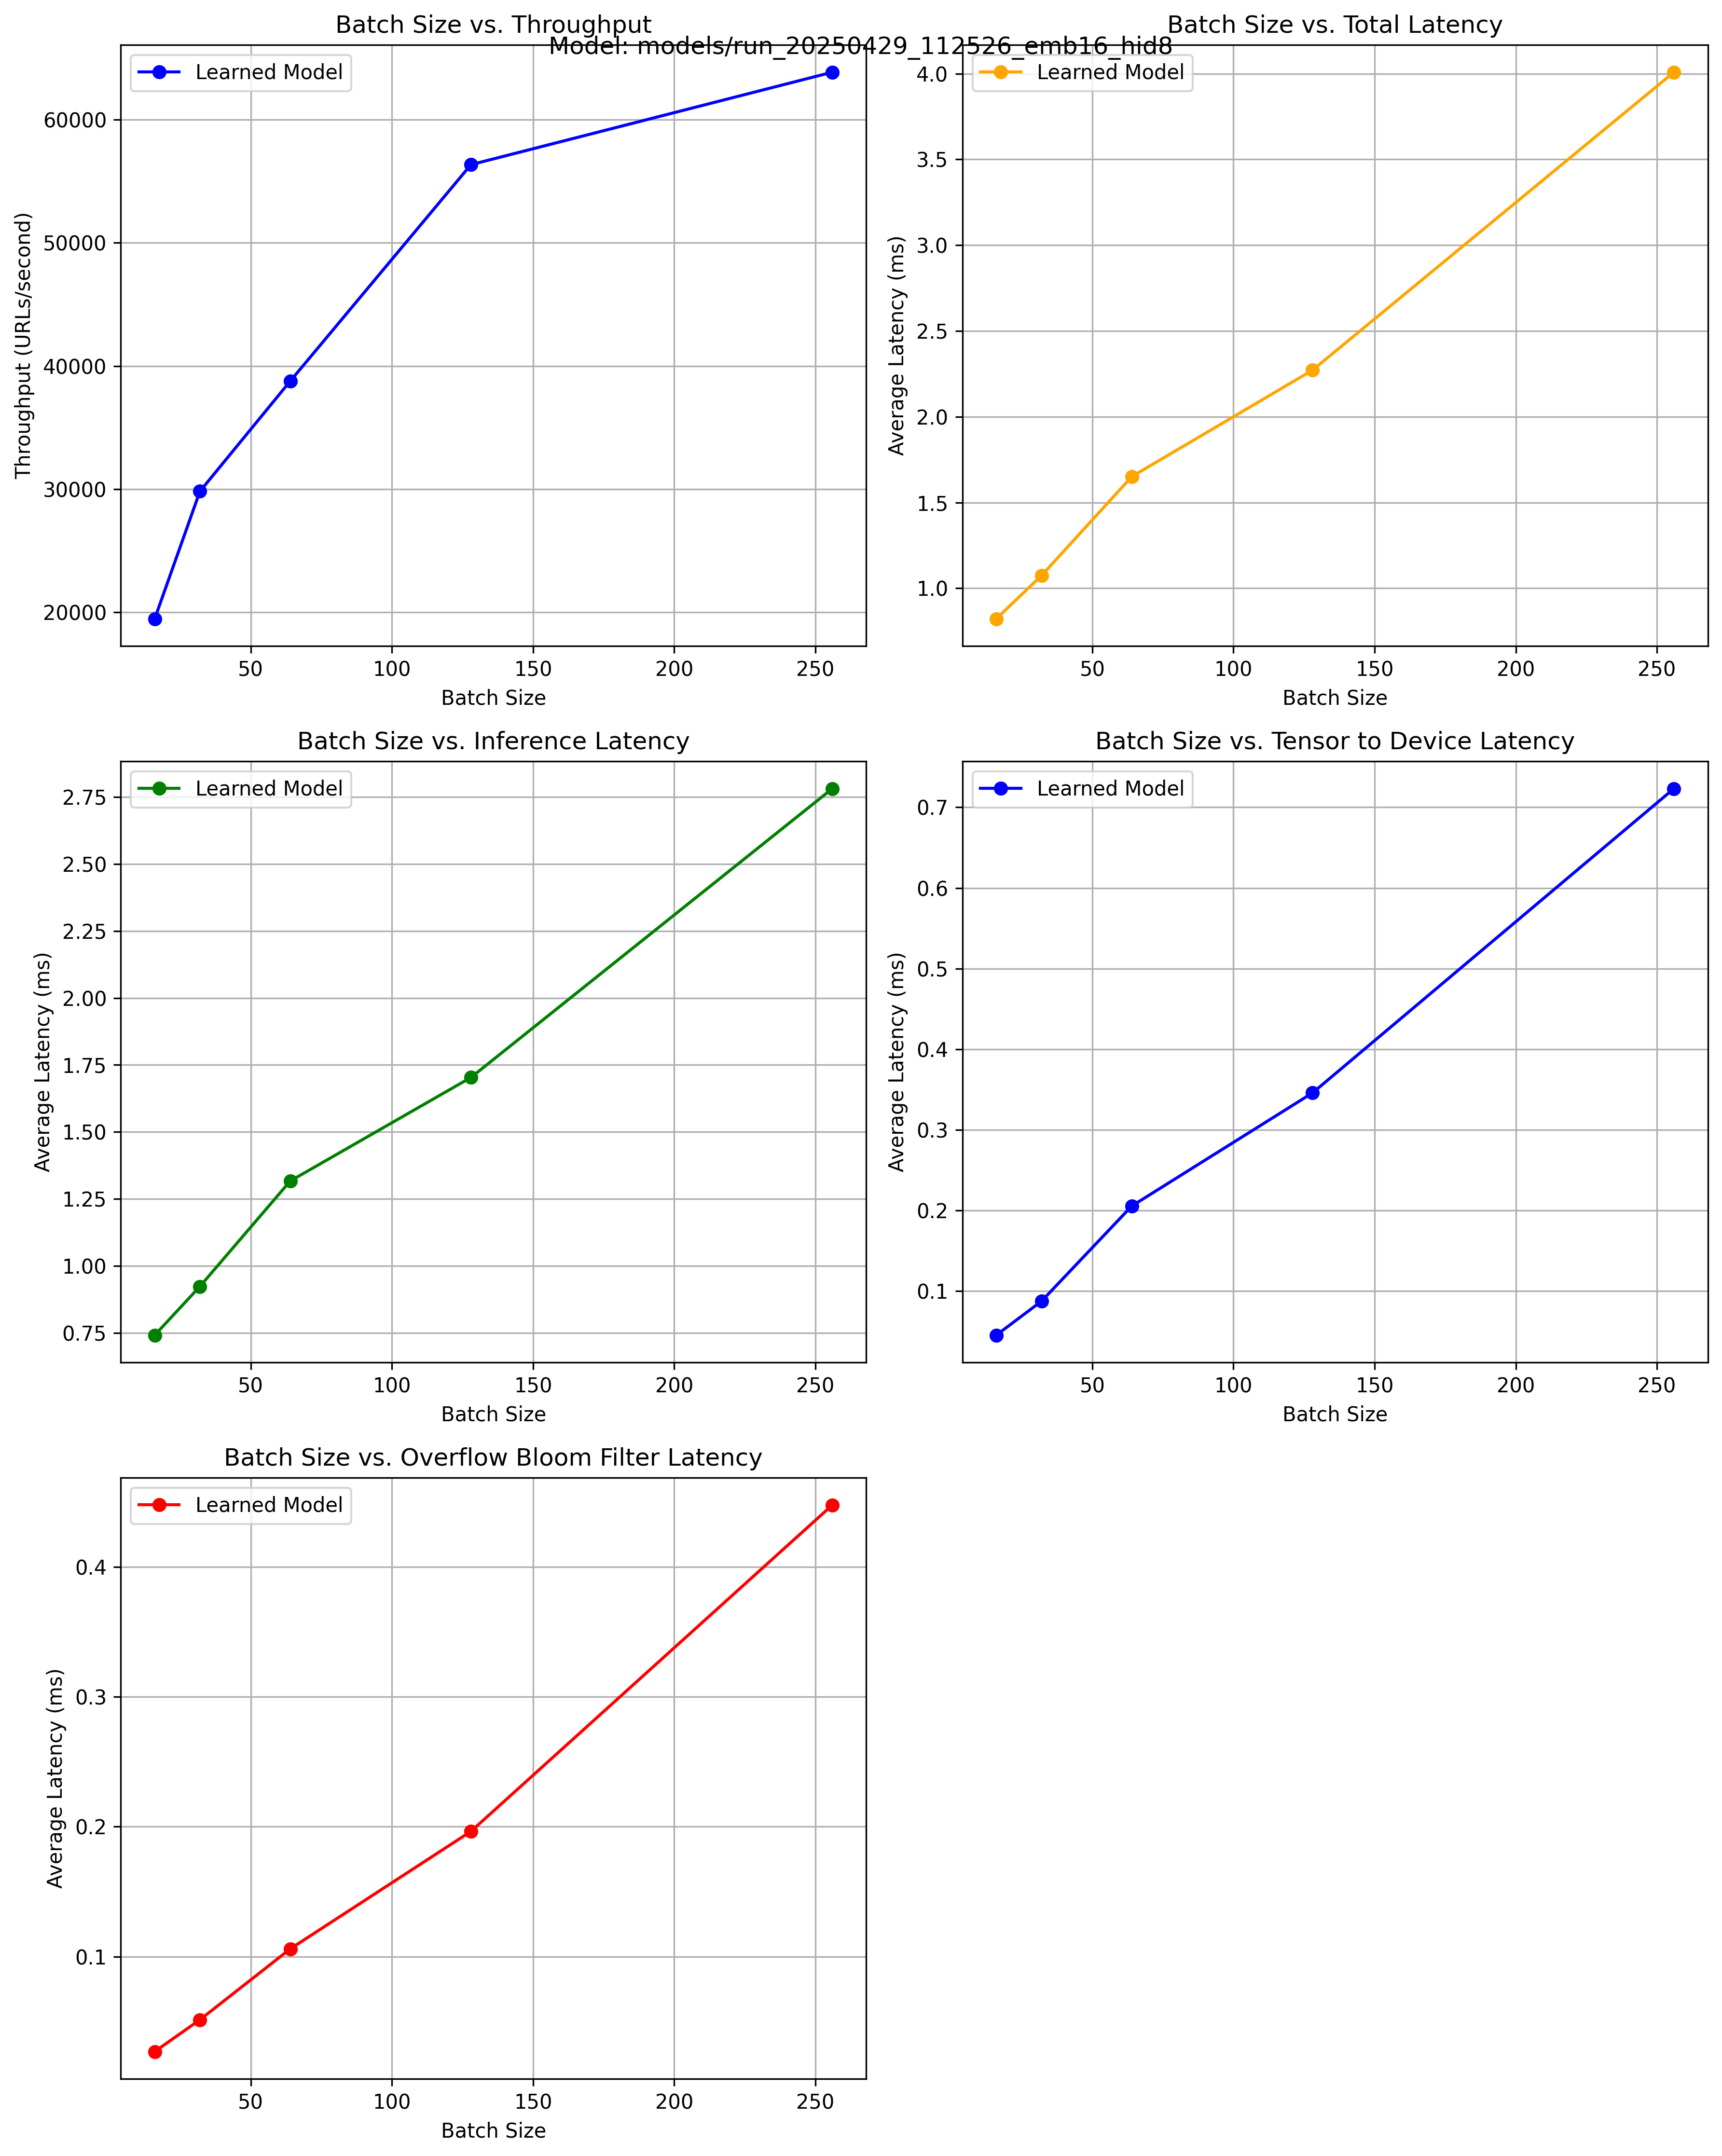 Model: models/run_20250429_112526_emb16_hid8
Batch Size vs. Throughput
Learned Model
Throughput (URLs/second)
60000
50000
40000
30000
20000
50 100 150 200 250
Batch Size
Batch Size vs. Total Latency
Learned Model
Average Latency (ms)
4.0
3.5
3.0
2.5
2.0
1.5
1.0
50 100 150 200 250
Batch Size
Batch Size vs. Inference Latency
Learned Model
Average Latency (ms)
2.75
2.50
2.25
2.00
1.75
1.50
1.25
1.00
0.75
50 100 150 200 250
Batch Size
Batch Size vs. Tensor to Device Latency
Learned Model
Average Latency (ms)
0.7
0.6
0.5
0.4
0.3
0.2
0.1
50 100 150 200 250
Batch Size
Batch Size vs. Overflow Bloom Filter Latency
Learned Model
Average Latency (ms)
0.4
0.3
0.2
0.1
50 100 150 200 250
Batch Size